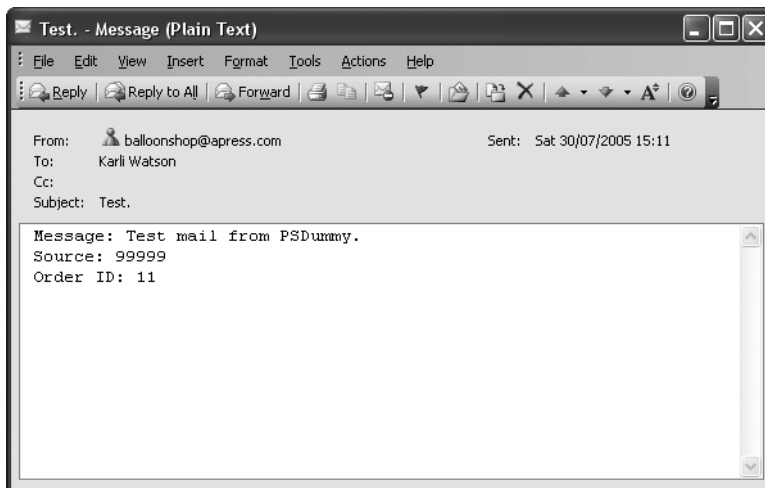 Test. - Message (Plain Text)
File Edit View Insert Format Tools Actions Help
Reply Reply to All Forward A
From: balloonshop@apress.com Sent: Sat 30/07/2005 15:11
To: Karli Watson
Cc:
Subject: Test.
Message: Test mail from PSDummy.
Source: 99999
Order ID: 11